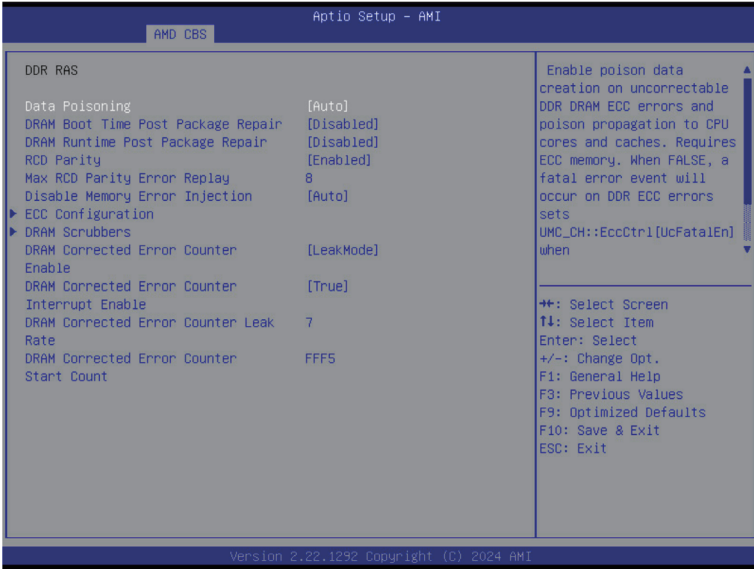 Aptio Setup – AMI
AMD CBS
DDR RAS
Data Poisoning [Auto]
DRAM Boot Time Post Package Repair [Disabled]
DRAM Runtime Post Package Repair [Disabled]
RCD Parity [Enabled]
Max RCD Parity Error Replay 8
Disable Memory Error Injection [Auto]
ECC Configuration
DRAM Scrubbers
DRAM Corrected Error Counter [LeakMode]
Enable
DRAM Corrected Error Counter [True]
Interrupt Enable
DRAM Corrected Error Counter Leak 7
Rate
DRAM Corrected Error Counter FFF5
Start Count
Enable poison data
creation on uncorrectable
DDR DRAM ECC errors and
poison propagation to CPU
cores and caches. Requires
ECC memory. When FALSE, a
fatal error event will
occur on DDR ECC errors
sets
UMC_CH::EccCtrl[UcFatalEn]
when
→←: Select Screen
↑↓: Select Item
Enter: Select
+/-: Change Opt.
F1: General Help
F3: Previous Values
F9: Optimized Defaults
F10: Save & Exit
ESC: Exit
Version 2.22.1292 Copyright (C) 2024 AMI